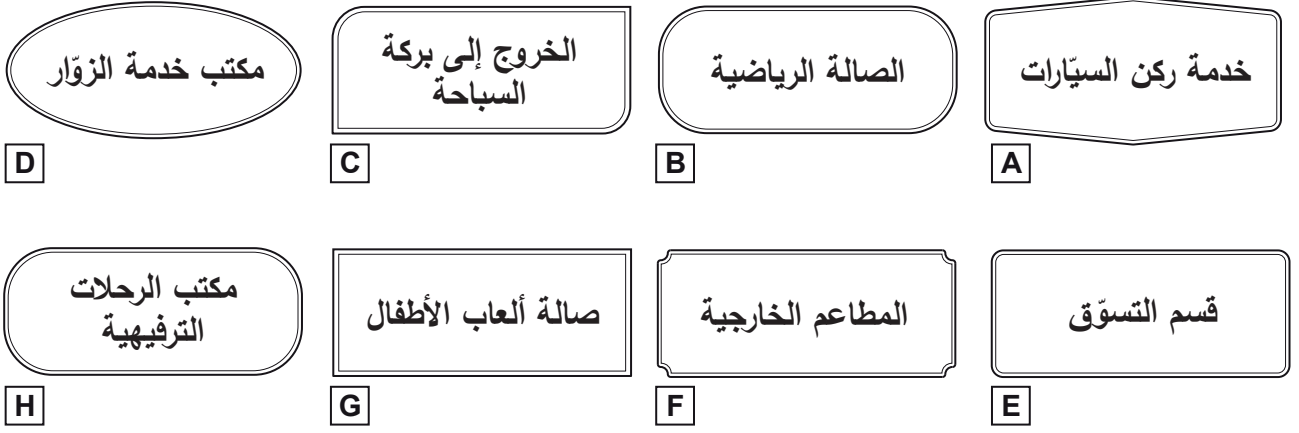 خدمة ركن السيّارات
A
الصالة الرياضية
B
الخروج إلى بركة
السباحة
C
مكتب خدمة الزوّار
D
قسم التسوّق
E
المطاعم الخارجية
F
صالة ألعاب الأطفال
G
مكتب الرحلات
الترفيهية
H